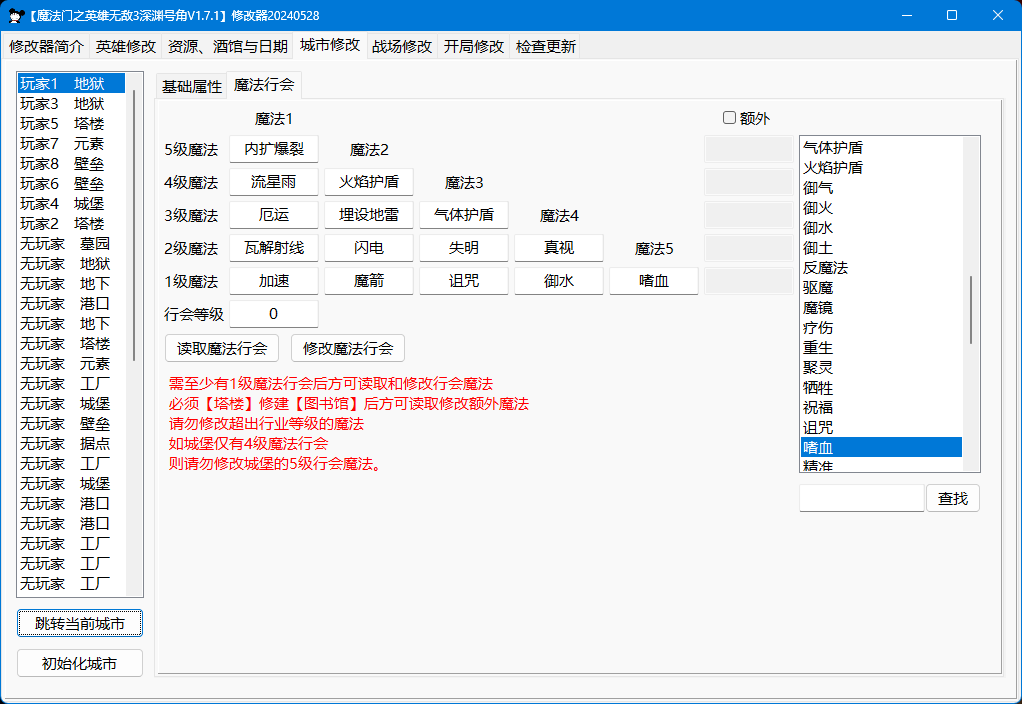 【魔法门之英雄无敌3深渊号角V1.7.1】修改器20240528
修改器简介 英雄修改 资源、酒馆与日期 城市修改 战场修改 开局修改 检查更新
玩家1 地狱
玩家3 地狱
玩家5 塔楼
玩家7 元素
玩家8 壁垒
玩家6 壁垒
玩家4 城堡
玩家2 塔楼
无玩家 墓园
无玩家 地狱
无玩家 地下
无玩家 港口
无玩家 地下
无玩家 塔楼
无玩家 元素
无玩家 工厂
无玩家 城堡
无玩家 壁垒
无玩家 据点
无玩家 工厂
无玩家 城堡
无玩家 港口
无玩家 港口
无玩家 工厂
无玩家 工厂
无玩家 工厂
跳转当前城市
初始化城市
基础属性 魔法行会
魔法1 额外
5级魔法 内扩爆裂 魔法2
4级魔法 流星雨 火焰护盾 魔法3
3级魔法 厄运 埋设地雷 气体护盾 魔法4
2级魔法 瓦解射线 闪电 失明 真视 魔法5
1级魔法 加速 魔箭 诅咒 御水 嗜血
行会等级 0
读取魔法行会 修改魔法行会
需至少有1级魔法行会后方可读取和修改行会魔法
必须【塔楼】修建【图书馆】后方可读取修改额外魔法
请勿修改超出行业等级的魔法
如城堡仅有4级魔法行会
则请勿修改城堡的5级行会魔法。
气体护盾
火焰护盾
御气
御火
御水
御土
反魔法
驱魔
魔镜
疗伤
重生
聚灵
牺牲
祝福
诅咒
嗜血
精准
查找